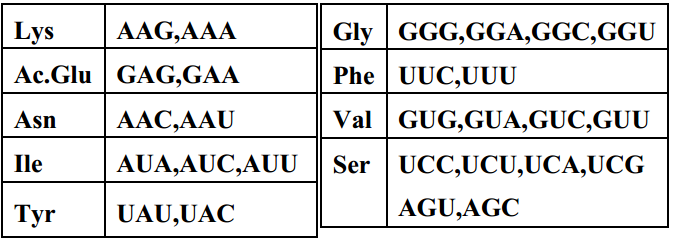 Lys AAG,AAA
Ac.Glu GAG,GAA
Asn AAC,AAU
Ile AUA,AUC,AUU
Tyr UAU,UAC
Gly GGG,GGA,GGC,GGU
Phe UUC,UUU
Val GUG,GUA,GUC,GUU
Ser UCC,UCU,UCA,UCG
AGU,AGC